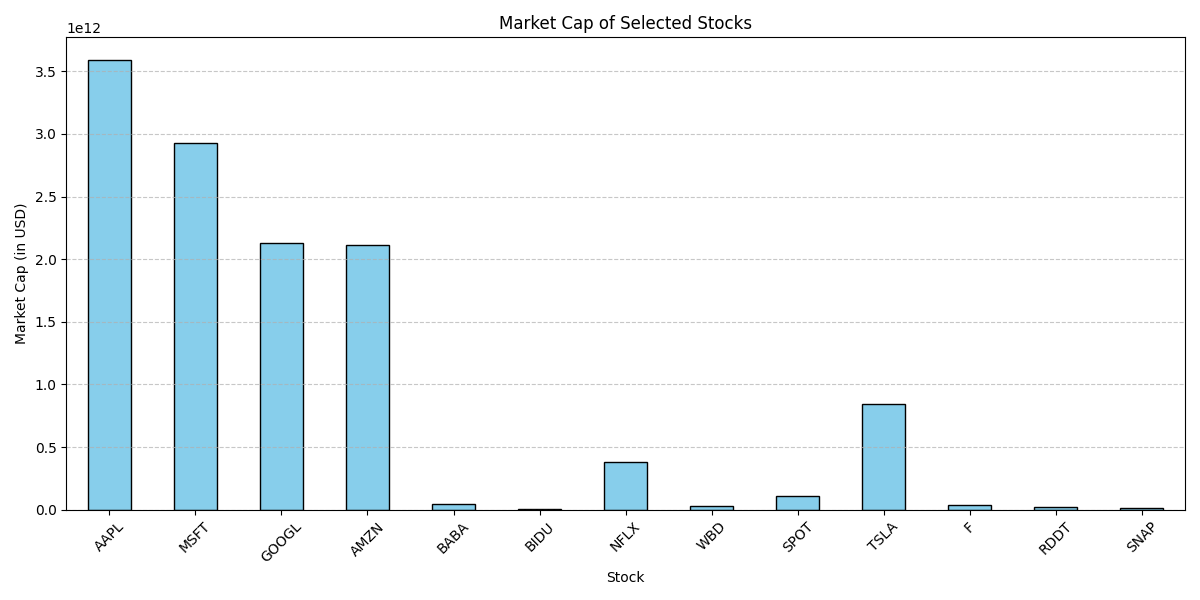 Market Cap of Selected Stocks
1e12
Market Cap (in USD)
3.5
3.0
2.5
2.0
1.5
1.0
0.5
0.0
AAPL
MSFT
GOOGL
AMZN
BABA
BIDU
NFLX
WBD
SPOT
TSLA
F
RDDT
SNAP
Stock